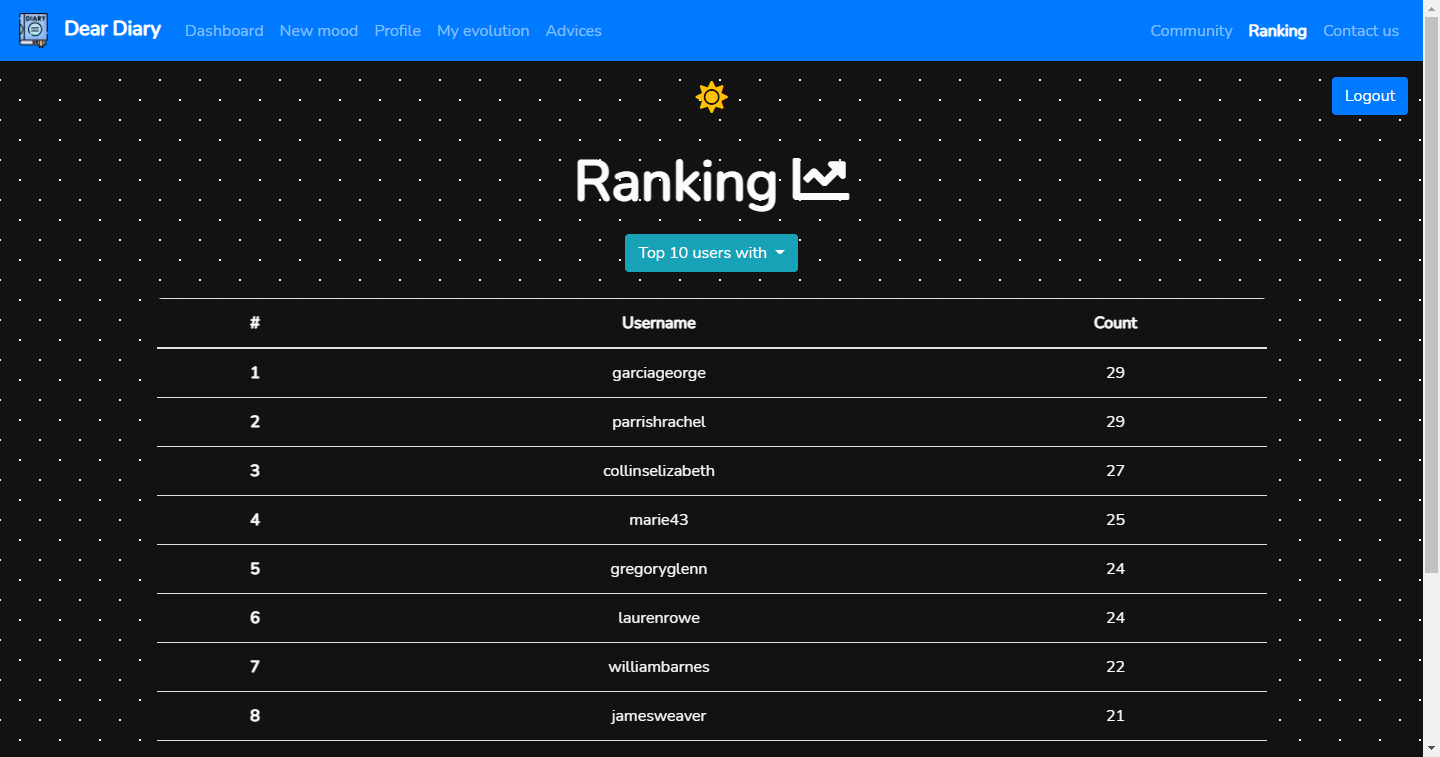 DIARY
Dear Diary Dashboard New mood Profile My evolution Advices Community Ranking Contact us
Logout
Ranking
Top 10 users with
# Username Count
1 garciageorge 29
2 parrishrachel 29
3 collinselizabeth 27
4 marie43 25
5 gregoryglenn 24
6 laurenrowe 24
7 williambarnes 22
8 jamesweaver 21